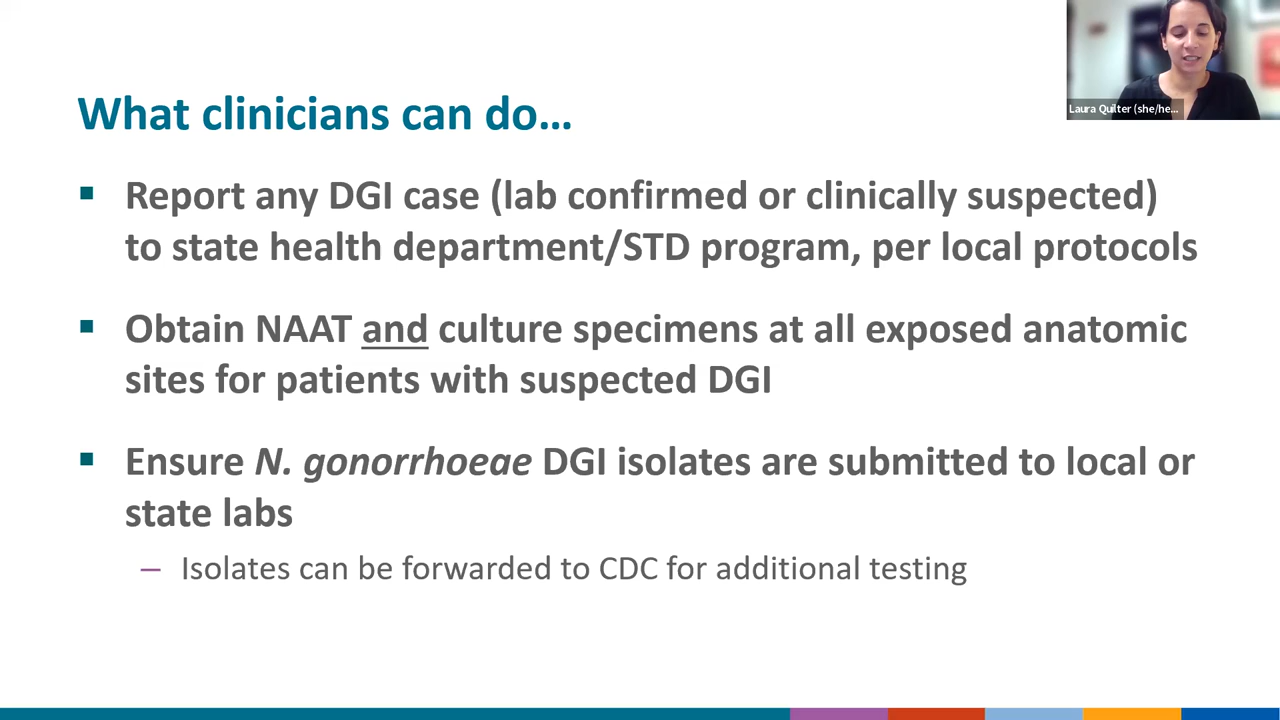 Laura Quilter (she/he...
What clinicians can do...
▪ Report any DGI case (lab confirmed or clinically suspected)
to state health department/STD program, per local protocols
▪ Obtain NAAT and culture specimens at all exposed anatomic
sites for patients with suspected DGI
▪ Ensure N. gonorrhoeae DGI isolates are submitted to local or
state labs
– Isolates can be forwarded to CDC for additional testing